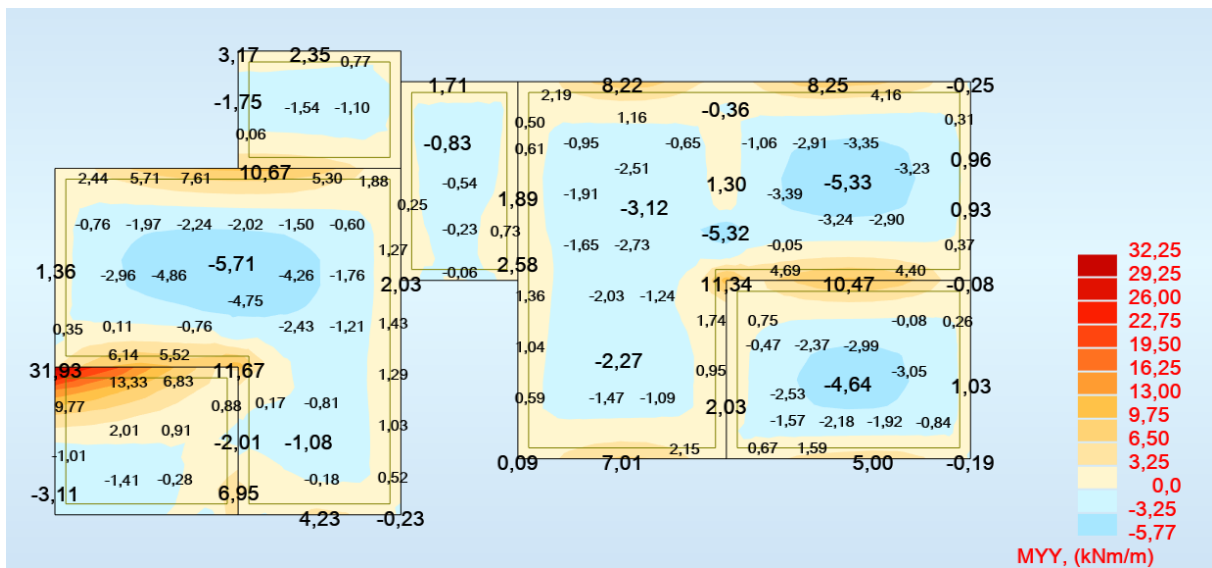 3,17 2,35
0,77
-1,75 -1,54 -1,10
0,06
1,71 8,22 8,25 -0,25
2,19 4,16
-0,36
0,50 1,16 0,31
-0,83 0,61 -0,95 -0,65 -1,06 -2,91 -3,35
0,96
10,67 -2,51 -3,23
2,44 5,71 7,61 5,30 1,88 -0,54 1,30 -5,33
-1,91 -3,39
0,25 1,89 -3,12 0,93
-0,76 -1,97 -2,24 -2,02 -1,50 -0,60 -3,24 -2,90
-0,23 0,73 -5,32
1,27 -1,65 -2,73 -0,05 0,37
-5,71 2,58
1,36 -2,96 -4,86 -4,26 -1,76 -0,06 4,69 4,40
2,03 11,34 10,47 -0,08
-4,75 1,36 -2,03 -1,24
0,35 0,11 -0,76 -2,43 -1,21 1,43 1,74 0,75 -0,08 0,26
6,14 5,52 1,04 -0,47 -2,37 -2,99
31,93 11,67 1,29 -2,27 0,95 -3,05
13,33 6,83 -4,64 1,03
9,77 0,88 0,17 -0,81 0,59 -1,47 -1,09 2,03 -2,53
-1,57 -2,18 -1,92 -0,84
2,01 0,91 -2,01 -1,08 1,03
2,15 0,67 1,59
-1,01 0,09 7,01 5,00 -0,19
-1,41 -0,28 -0,18 0,52
-3,11 6,95
4,23 -0,23
32,25
29,25
26,00
22,75
19,50
16,25
13,00
9,75
6,50
3,25
0,0
-3,25
-5,77
MYY, (kNm/m)